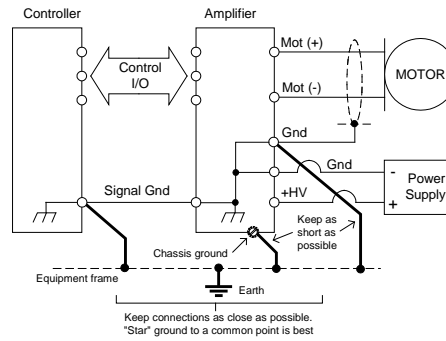 Controller
Amplifier
Mot (+)
Control
I/O
MOTOR
Mot (-)
Gnd
Gnd
-
Power
Supply
Signal Gnd
+HV
+
Keep as
short as
possible
Chassis ground
Equipment frame
Earth
Keep connections as close as possible.
"Star" ground to a common point is best